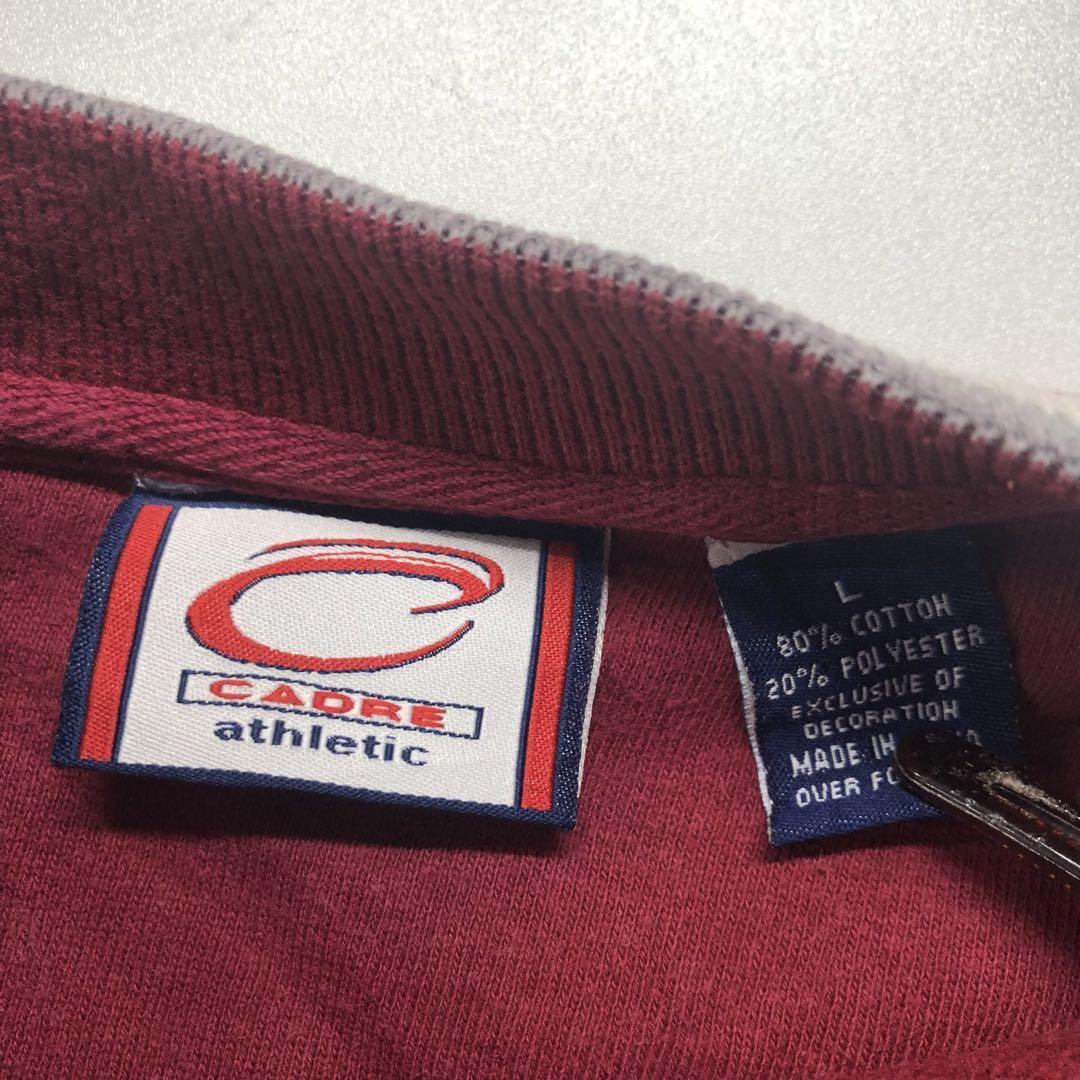 CADRE
athletic
L
80% COTTON
20% POLYESTER
EXCLUSIVE OF
DECORATION
MADE IN
OVER